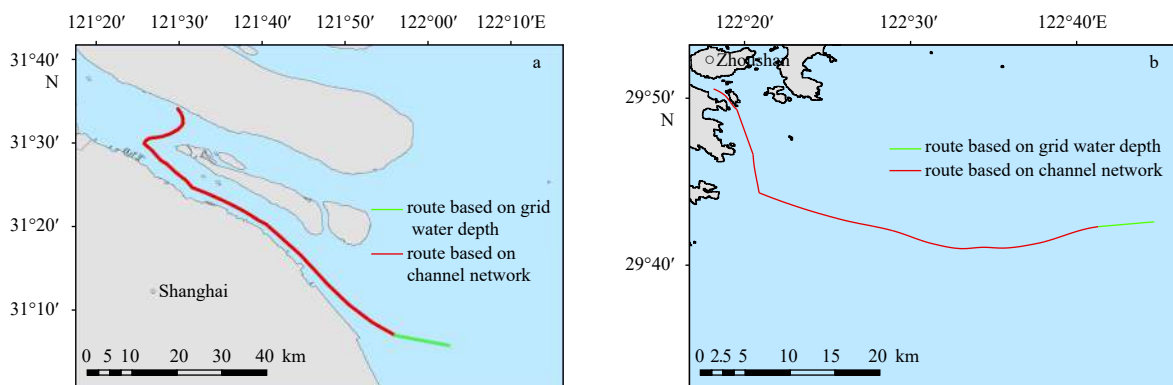 121°20′ 121°30′ 121°40′ 121°50′ 122°00′ 122°10′E
31°40′
N
31°30′
31°20′
31°10′
a
route based on grid
water depth
route based on
channel network
Shanghai
0 5 10 20 30 40 km
122°20′ 122°30′ 122°40′E
29°50′
N
29°40′
b
Zhoushan
route based on grid water depth
route based on channel network
0 2.5 5 10 15 20 km